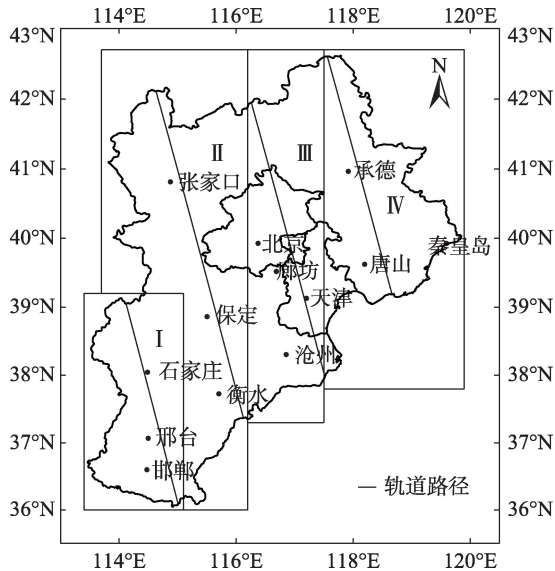 114°E 116°E 118°E 120°E
43°N 43°N
N
42°N 42°N
II III
41°N 41°N
承德
张家口
IV
40°N 40°N
北京 秦皇岛
廊坊 唐山
天津
39°N 39°N
保定
I
沧州
38°N 38°N
石家庄
衡水
37°N 37°N
邢台
邯郸
— 轨道路径
36°N 36°N
114°E 116°E 118°E 120°E